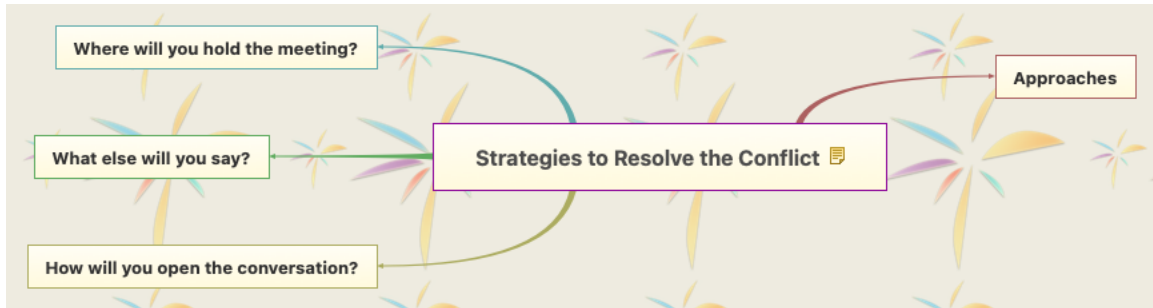 Where will you hold the meeting?
Approaches
What else will you say?
Strategies to Resolve the Conflict
How will you open the conversation?